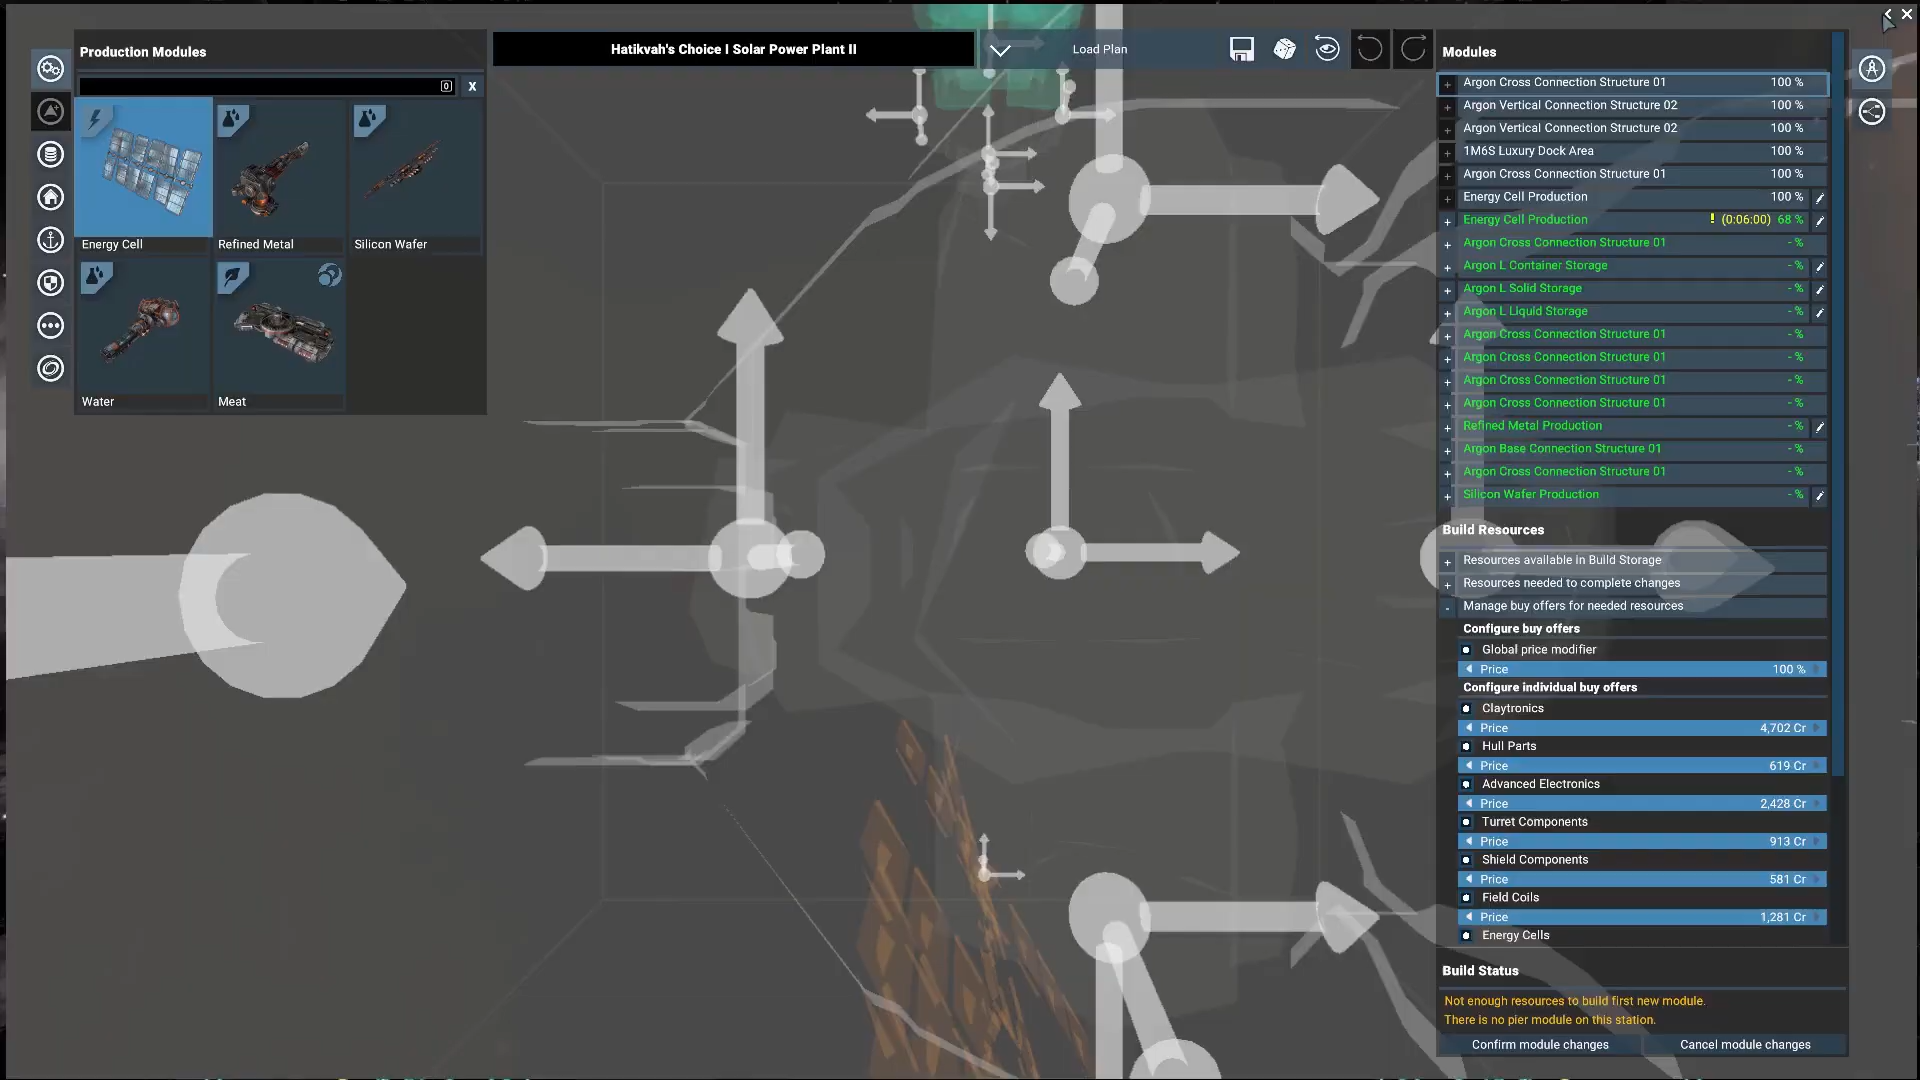 Production Modules
0
X
Energy Cell
Refined Metal
Silicon Wafer
Water
Meat
Hatikvah's Choice I Solar Power Plant II
Load Plan
Modules
Argon Cross Connection Structure 01 100 %
Argon Vertical Connection Structure 02 100 %
Argon Vertical Connection Structure 02 100 %
1M6S Luxury Dock Area 100 %
Argon Cross Connection Structure 01 100 %
Energy Cell Production 100 %
Energy Cell Production ! (0:06:00) 68 %
Argon Cross Connection Structure 01 - %
Argon L Container Storage - %
Argon L Solid Storage - %
Argon L Liquid Storage - %
Argon Cross Connection Structure 01 - %
Argon Cross Connection Structure 01 - %
Argon Cross Connection Structure 01 - %
Argon Cross Connection Structure 01 - %
Refined Metal Production - %
Argon Base Connection Structure 01 - %
Argon Cross Connection Structure 01 - %
Silicon Wafer Production - %
Build Resources
+ Resources available in Build Storage
+ Resources needed to complete changes
- Manage buy offers for needed resources
Configure buy offers
Global price modifier
Price 100 %
Configure individual buy offers
Claytronics
Price 4,702 Cr
Hull Parts
Price 619 Cr
Advanced Electronics
Price 2,428 Cr
Turret Components
Price 913 Cr
Shield Components
Price 581 Cr
Field Coils
Price 1,281 Cr
Energy Cells
Build Status
Not enough resources to build first new module.
There is no pier module on this station.
Confirm module changes
Cancel module changes